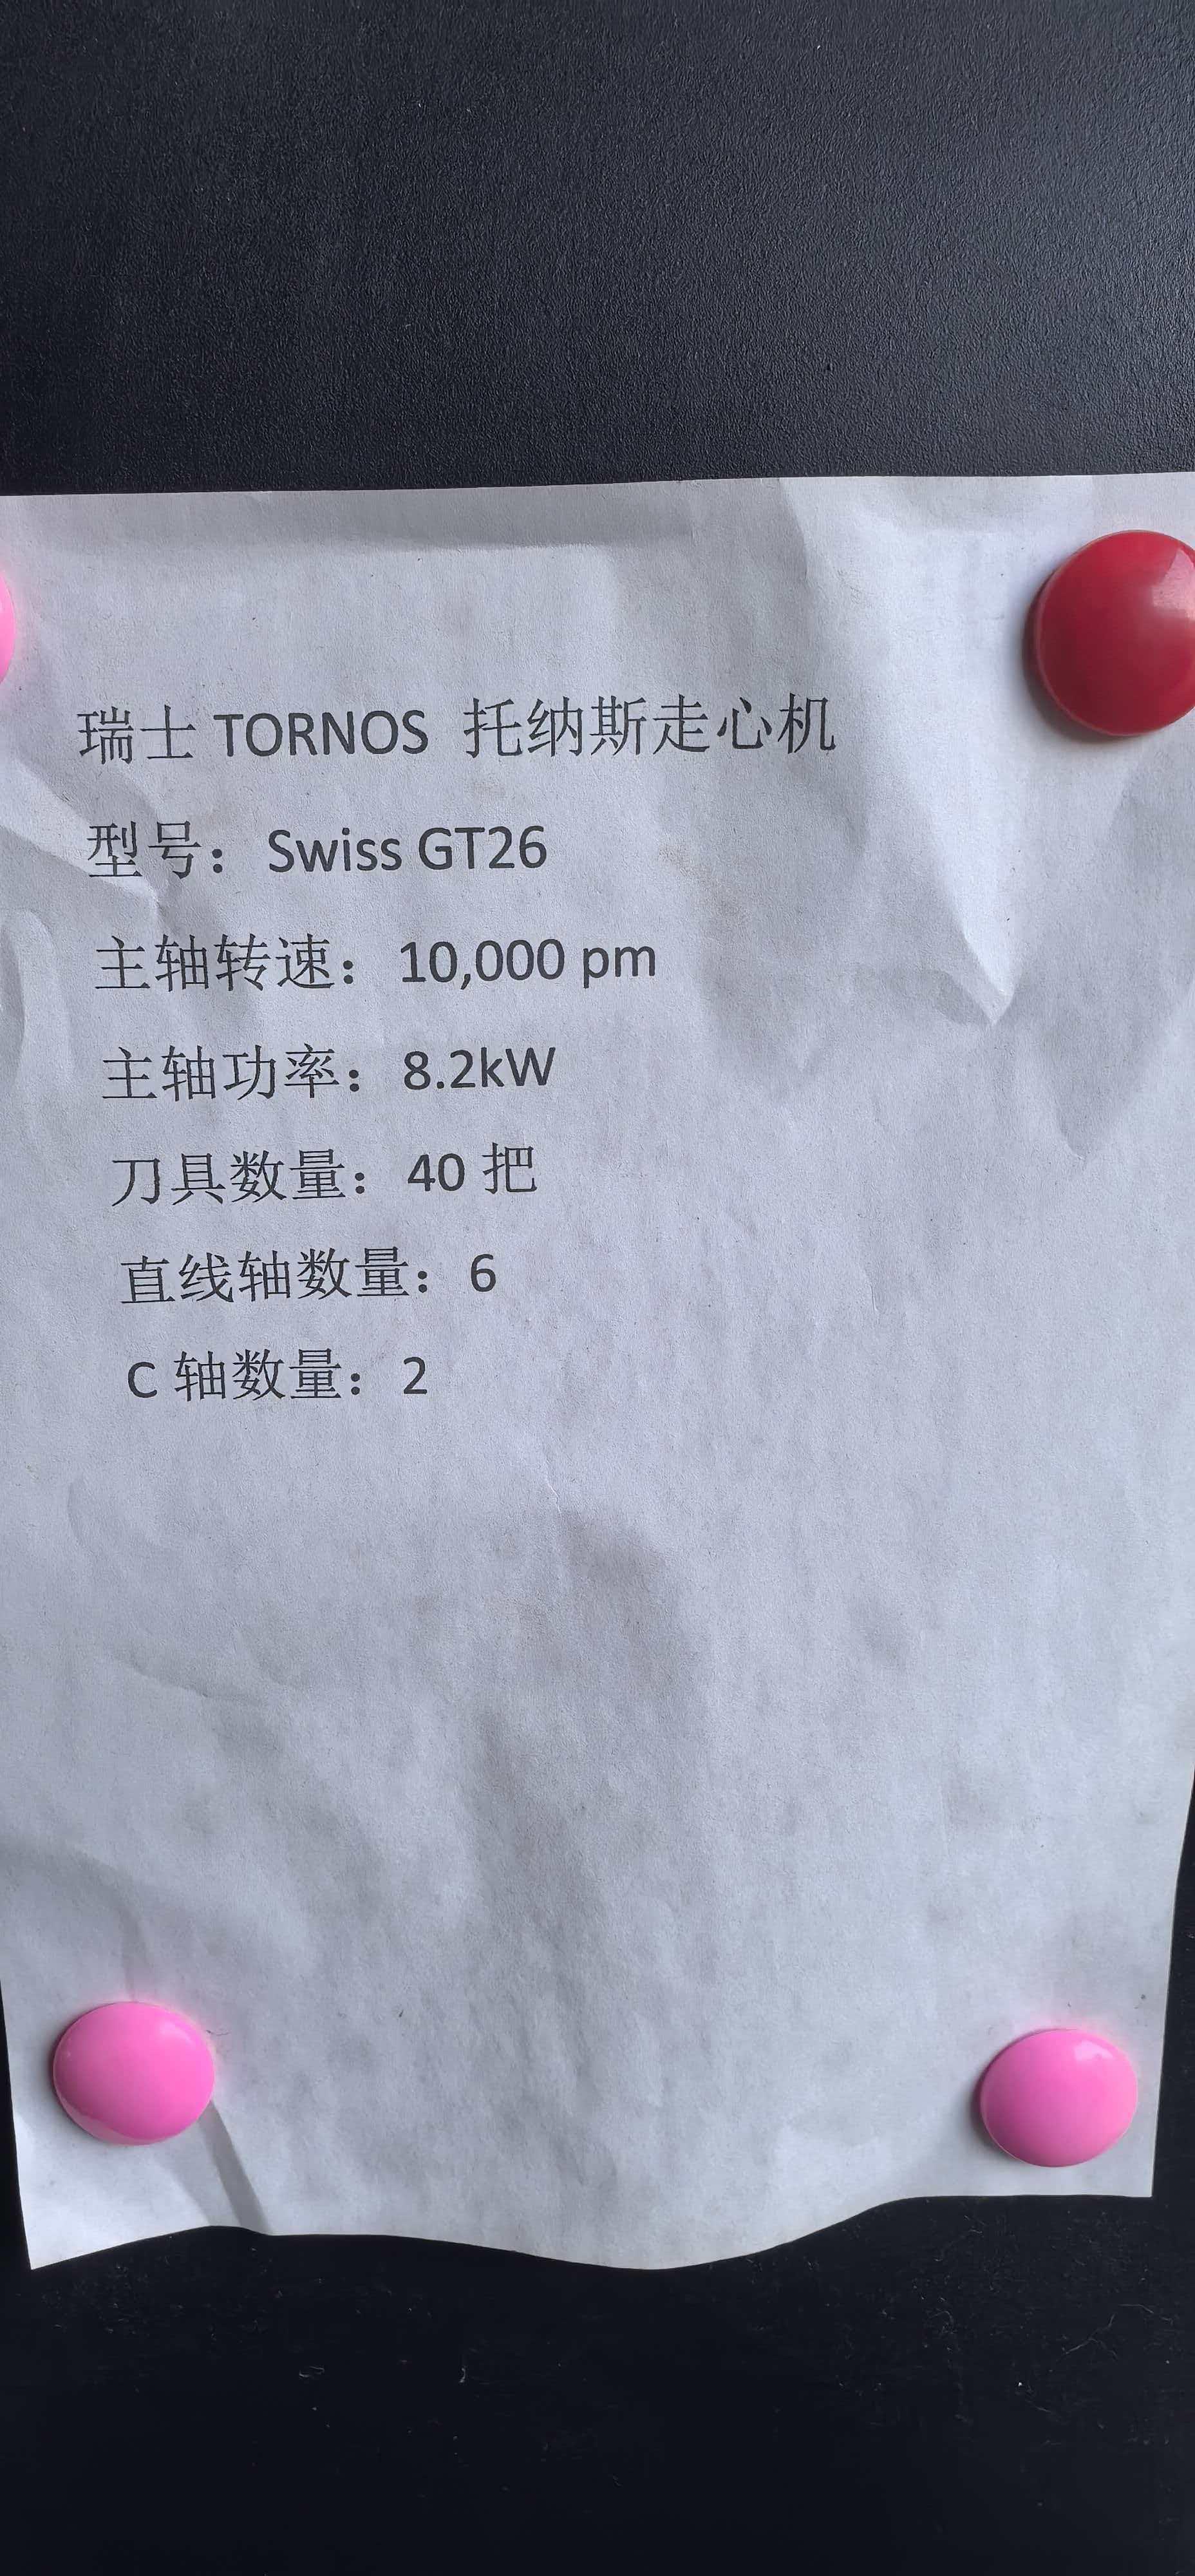 瑞士 TORNOS 托纳斯走心机
型号：Swiss GT26
主轴转速：10,000 pm
主轴功率：8.2kW
刀具数量：40 把
直线轴数量：6
C 轴数量：2